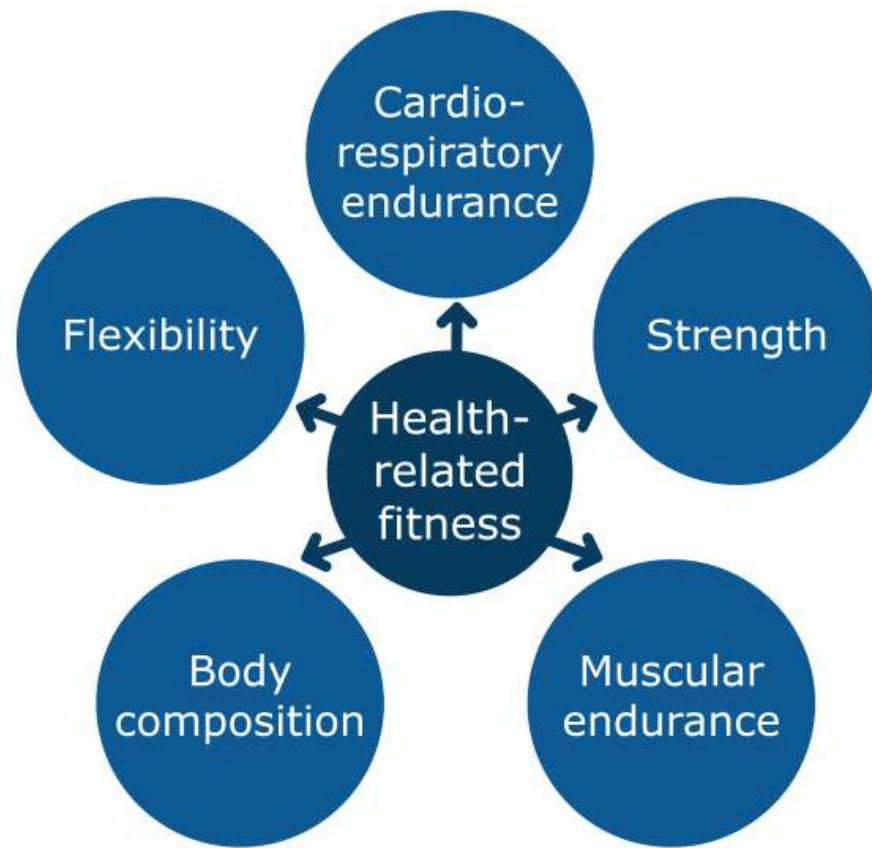 Cardio-
respiratory
endurance
Flexibility
Strength
Health-
related
fitness
Body
composition
Muscular
endurance